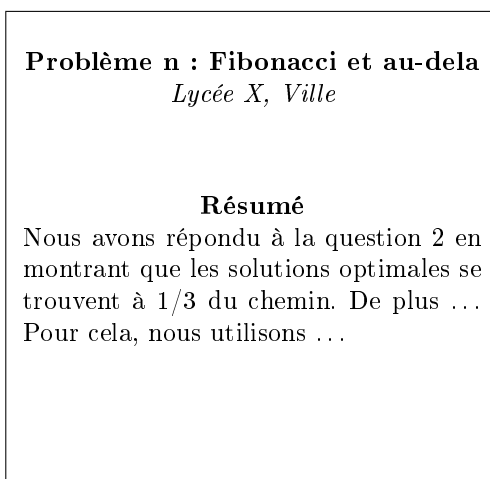 Problème n : Fibonacci et au-dela
Lycée X, Ville
Résumé
Nous avons répondu à la question 2 en
montrant que les solutions optimales se
trouvent à 1/3 du chemin. De plus ...
Pour cela, nous utilisons ...